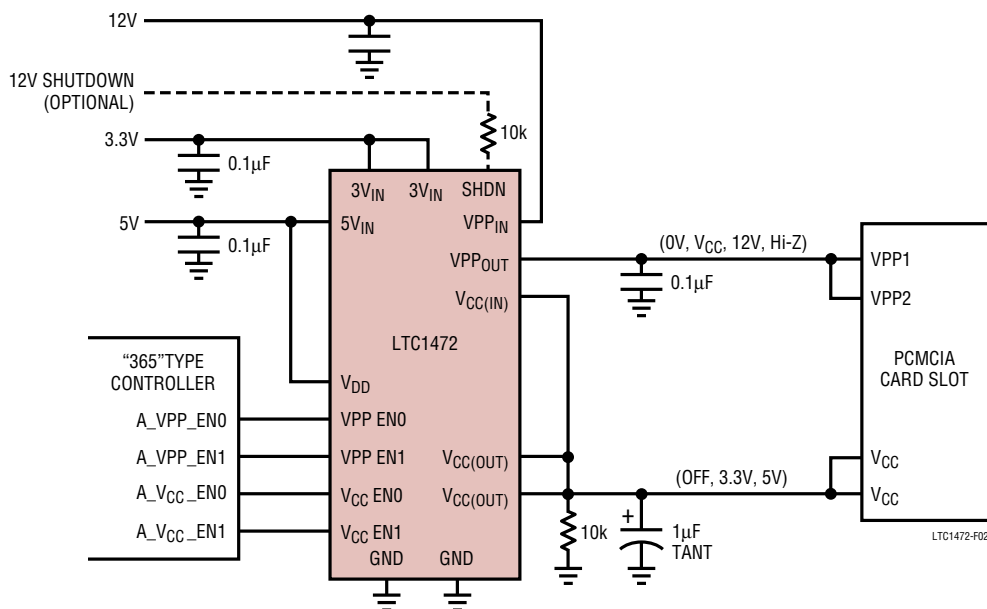 12V
12V SHUTDOWN
(OPTIONAL)
10k
3.3V
0.1µF
3VIN 3VIN SHDN
5V
0.1µF
5VIN
VPPIN
VPPOUT
(0V, VCC, 12V, Hi-Z)
0.1µF
VPP1
VPP2
VCC(IN)
LTC1472
"365"TYPE
CONTROLLER
PCMCIA
CARD SLOT
VDD
A_VPP_EN0
VPP EN0
A_VPP_EN1
VPP EN1
VCC(OUT)
A_VCC_EN0
VCC EN0
VCC(OUT)
(OFF, 3.3V, 5V)
VCC
VCC
A_VCC_EN1
VCC EN1
10k
+
1µF
TANT
GND GND
LTC1472-F02